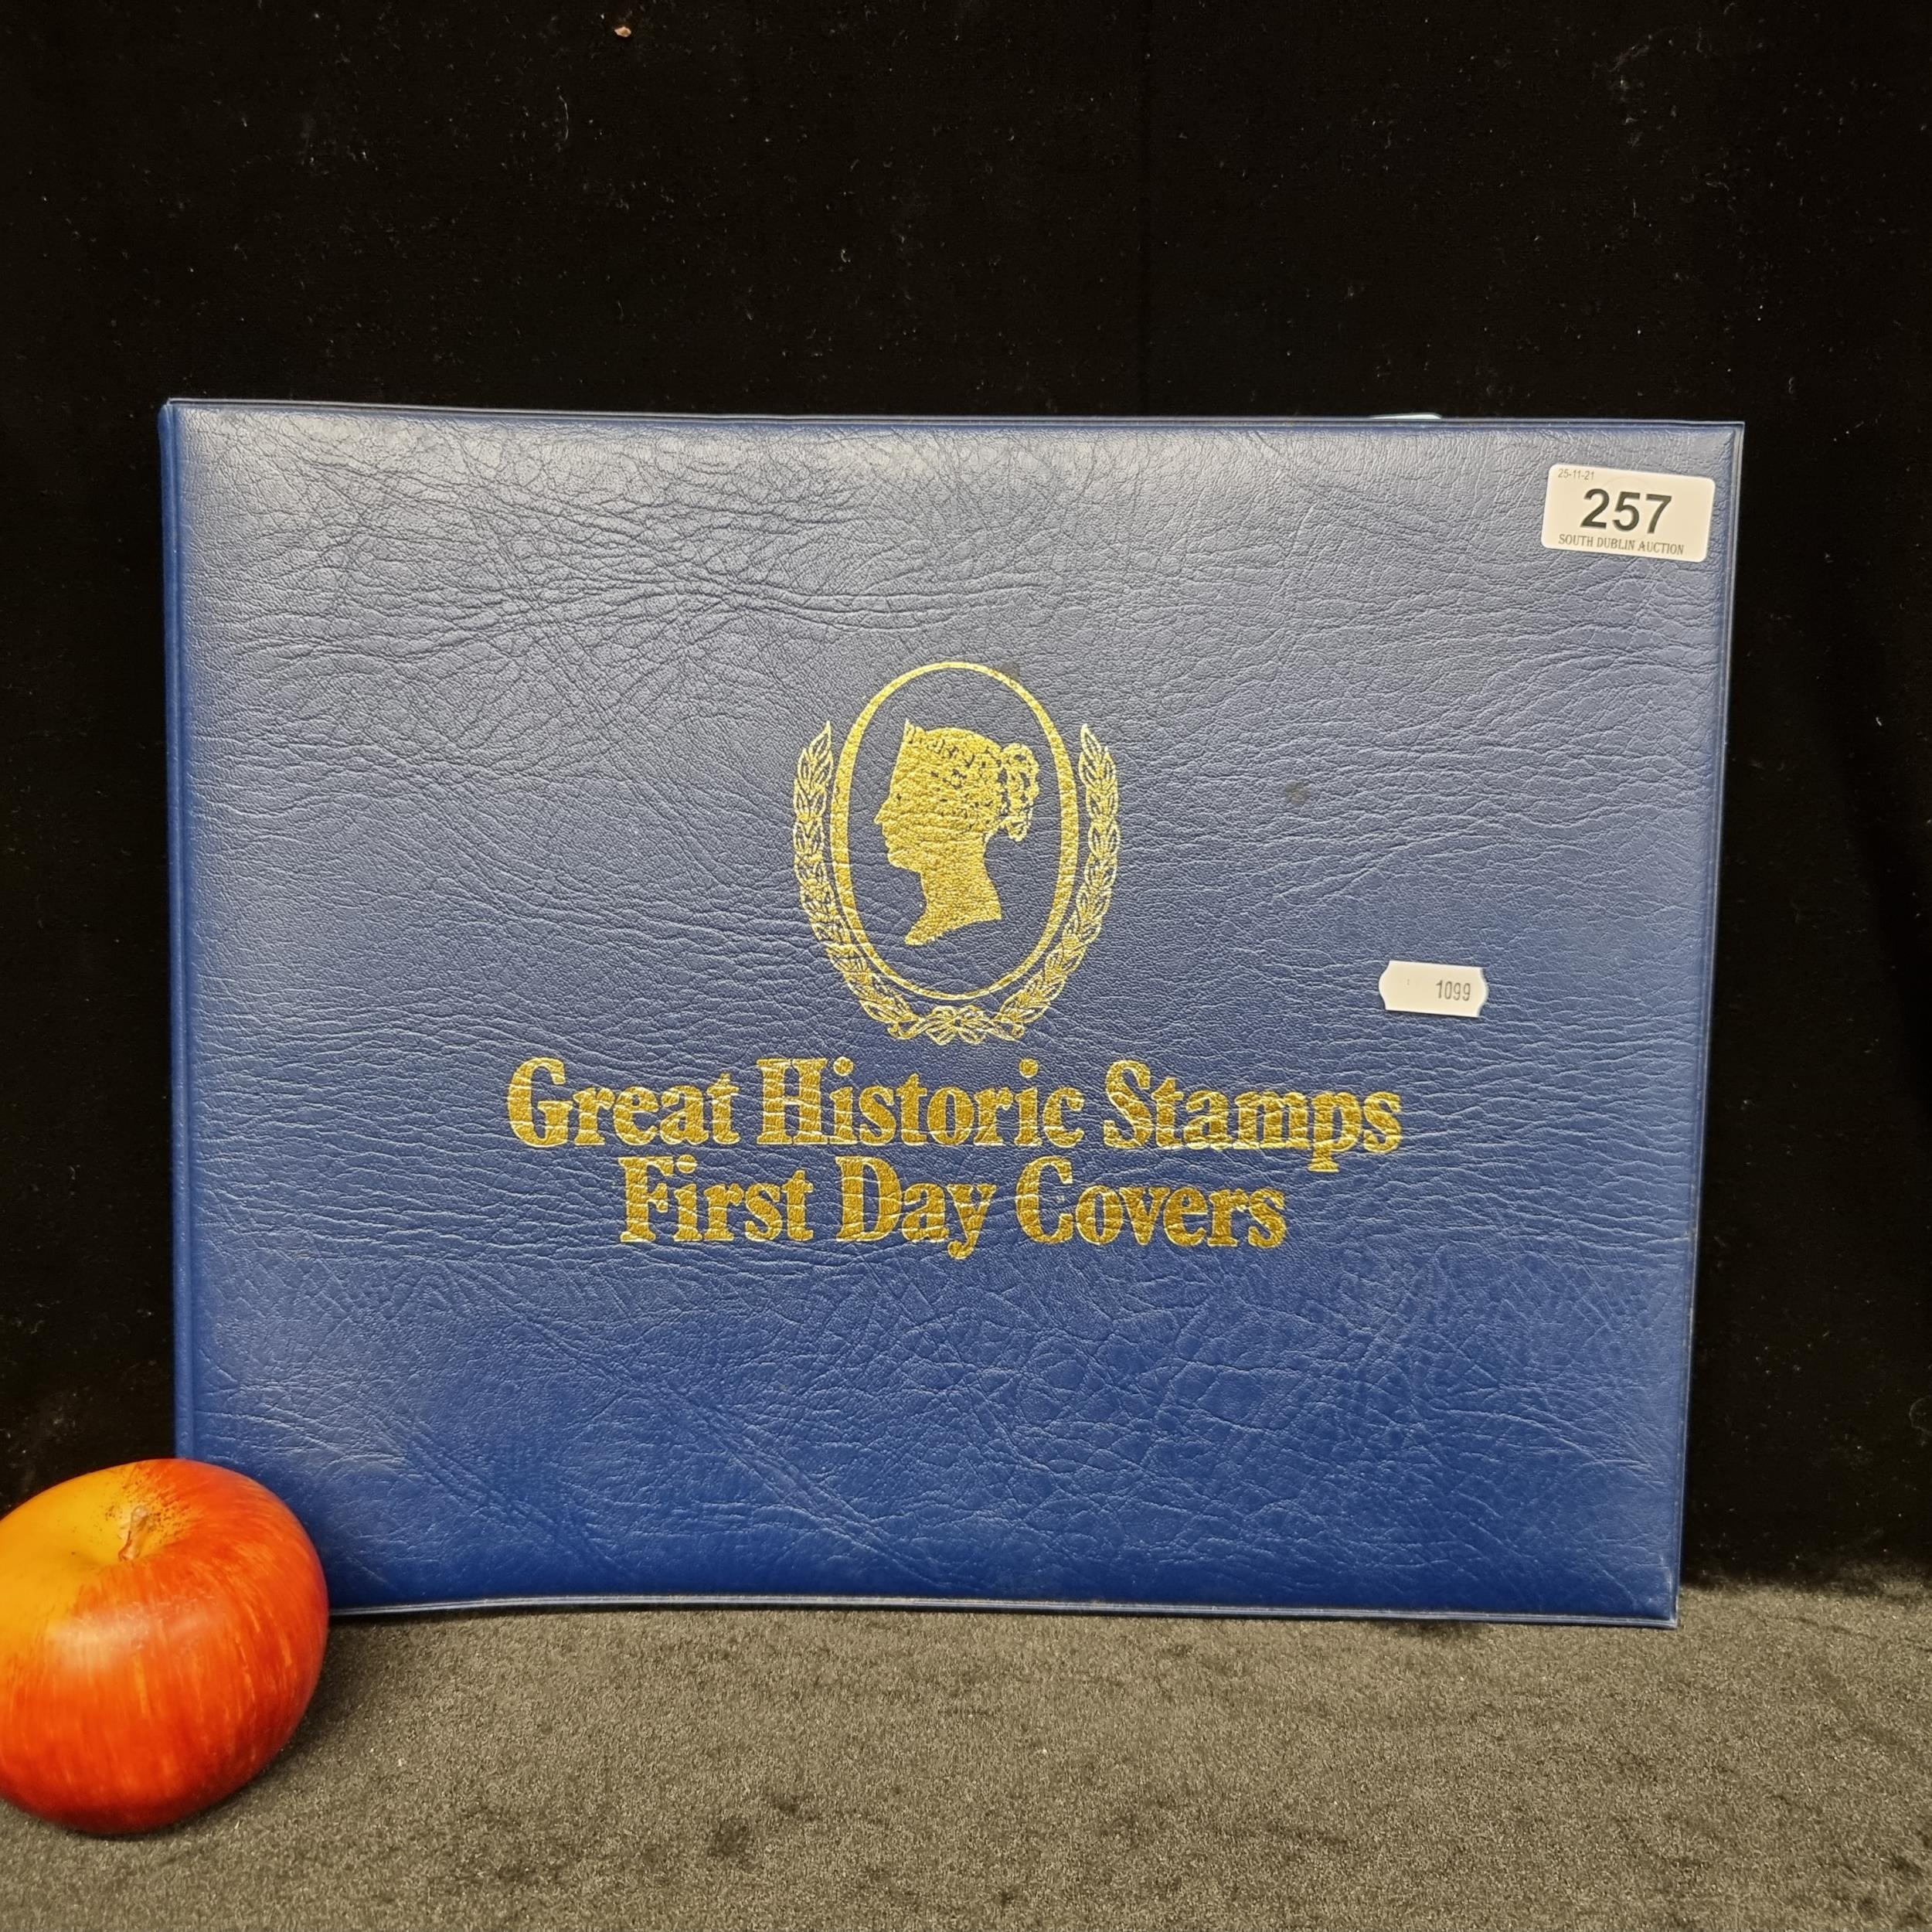 25-11-21
257
SOUTH DUBLIN AUCTION
1099
Great Historic Stamps
First Day Covers